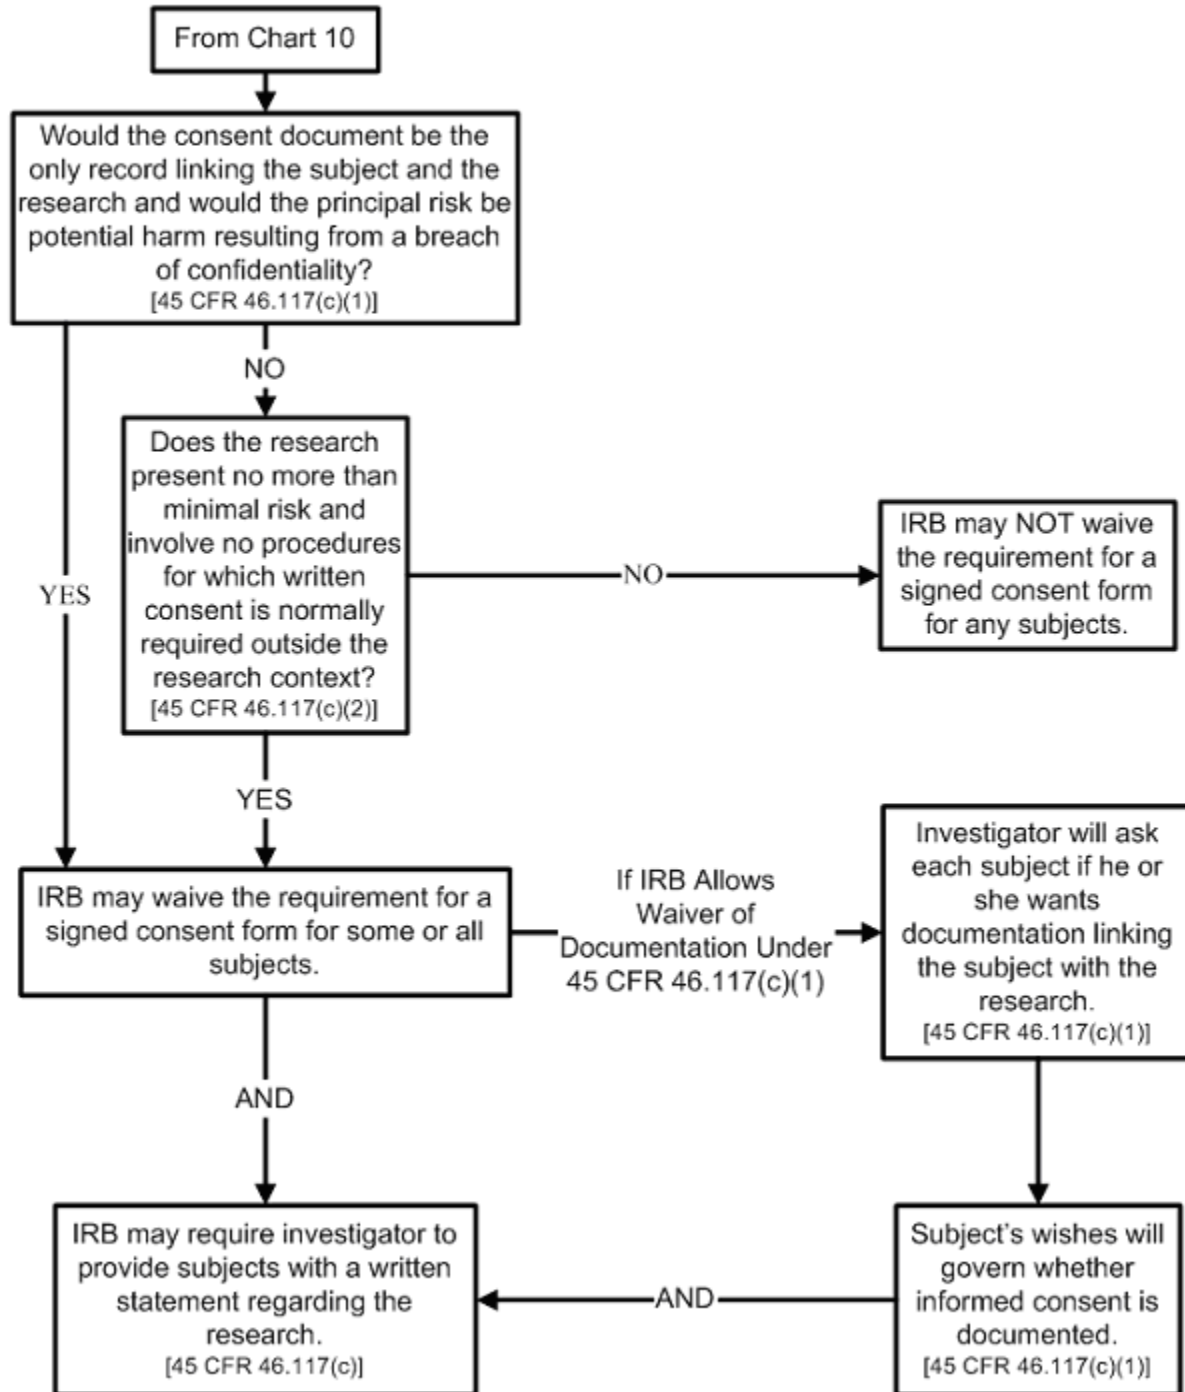 From Chart 10
Would the consent document be the
only record linking the subject and the
research and would the principal risk be
potential harm resulting from a breach
of confidentiality?
[45 CFR 46.117(c)(1)]
NO
YES
Does the research
present no more than
minimal risk and
involve no procedures
for which written
consent is normally
required outside the
research context?
[45 CFR 46.117(c)(2)]
NO
IRB may NOT waive
the requirement for a
signed consent form
for any subjects.
YES
IRB may waive the requirement for a
signed consent form for some or all
subjects.
If IRB Allows
Waiver of
Documentation Under
45 CFR 46.117(c)(1)
Investigator will ask
each subject if he or
she wants
documentation linking
the subject with the
research.
[45 CFR 46.117(c)(1)]
AND
Subject's wishes will
govern whether
informed consent is
documented.
[45 CFR 46.117(c)(1)]
AND
IRB may require investigator to
provide subjects with a written
statement regarding the
research.
[45 CFR 46.117(c)]